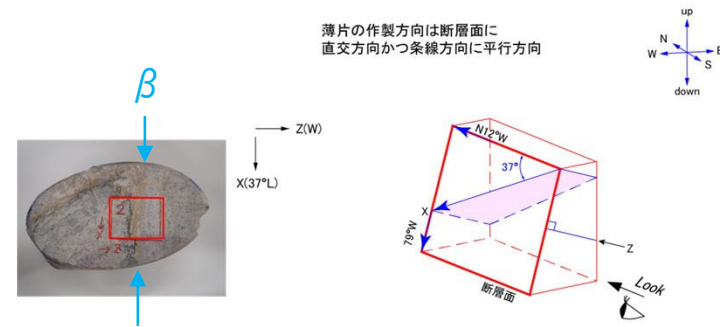 薄片の作製方向は断層面に
直交方向かつ条線方向に平行方向
up
N
W
E
S
down
β
Z(W)
X(37°L)
N12°W
37°
X
79°W
Z
断層面
Look